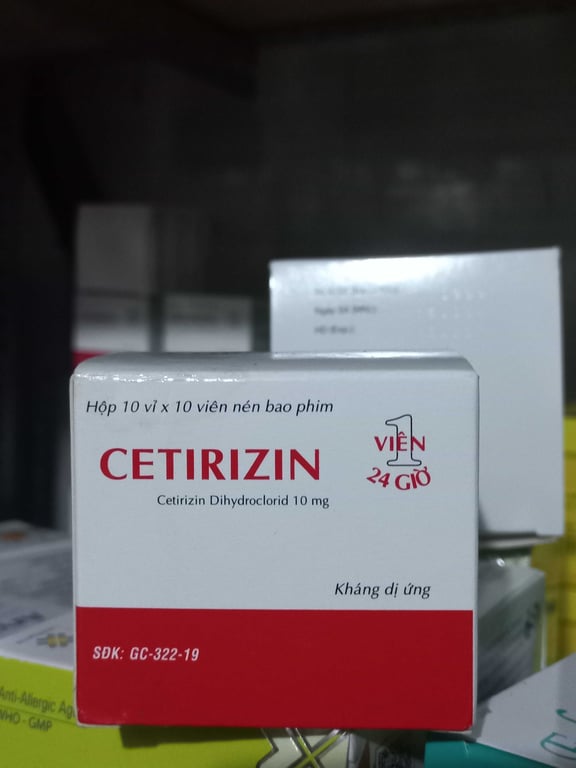 Hộp 10 vỉ x 10 viên nén bao phim
CETIRIZIN
Cetirizin Dihydroclorid 10 mg
1
VIÊN
24 GIỜ
Kháng dị ứng
SĐK: GC-322-19
Anti-Allergic
WHO - GMP